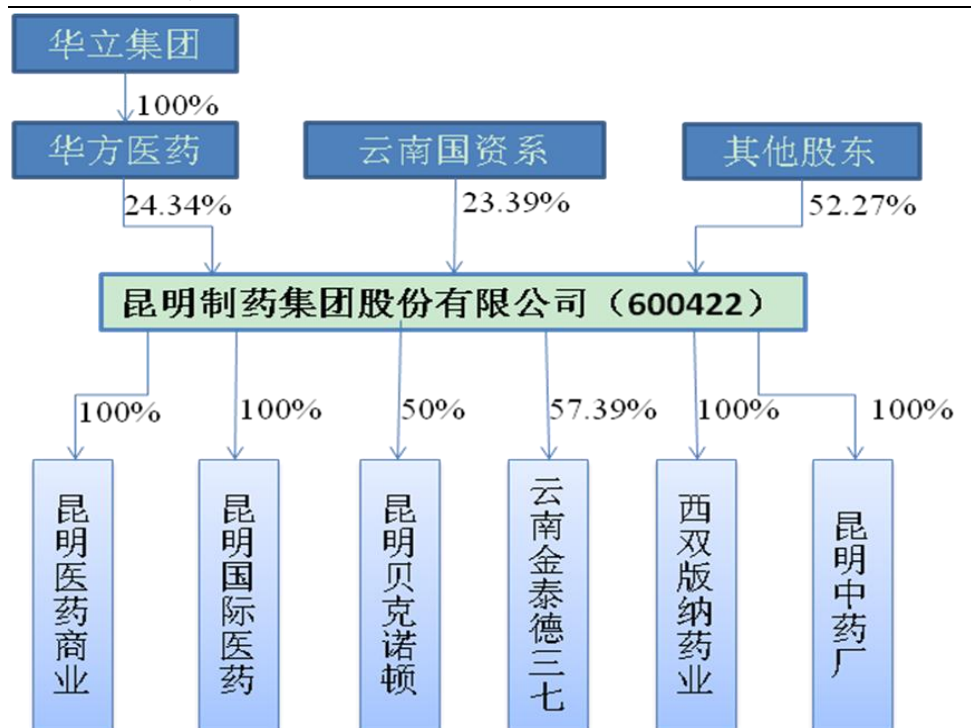 华立集团
100%
华方医药
云南国资系
其他股东
24.34%
23.39%
52.27%
昆明制药集团股份有限公司（600422）
100%
100%
50%
57.39%
100%
100%
昆明医药商业
昆明国际医药
昆明贝克诺顿
云南金泰德三七
西双版纳药业
昆明中药厂